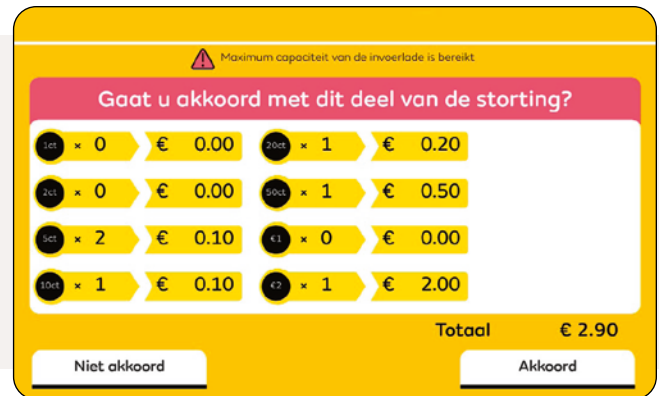 Maximum capaciteit van de invoerlade is bereikt
Gaat u akkoord met dit deel van de storting?
1ct × 0 € 0.00 20ct × 1 € 0.20
2ct × 0 € 0.00 50ct × 1 € 0.50
5ct × 2 € 0.10 €1 × 0 € 0.00
10ct × 1 € 0.10 €2 × 1 € 2.00
Totaal € 2.90
Niet akkoord Akkoord